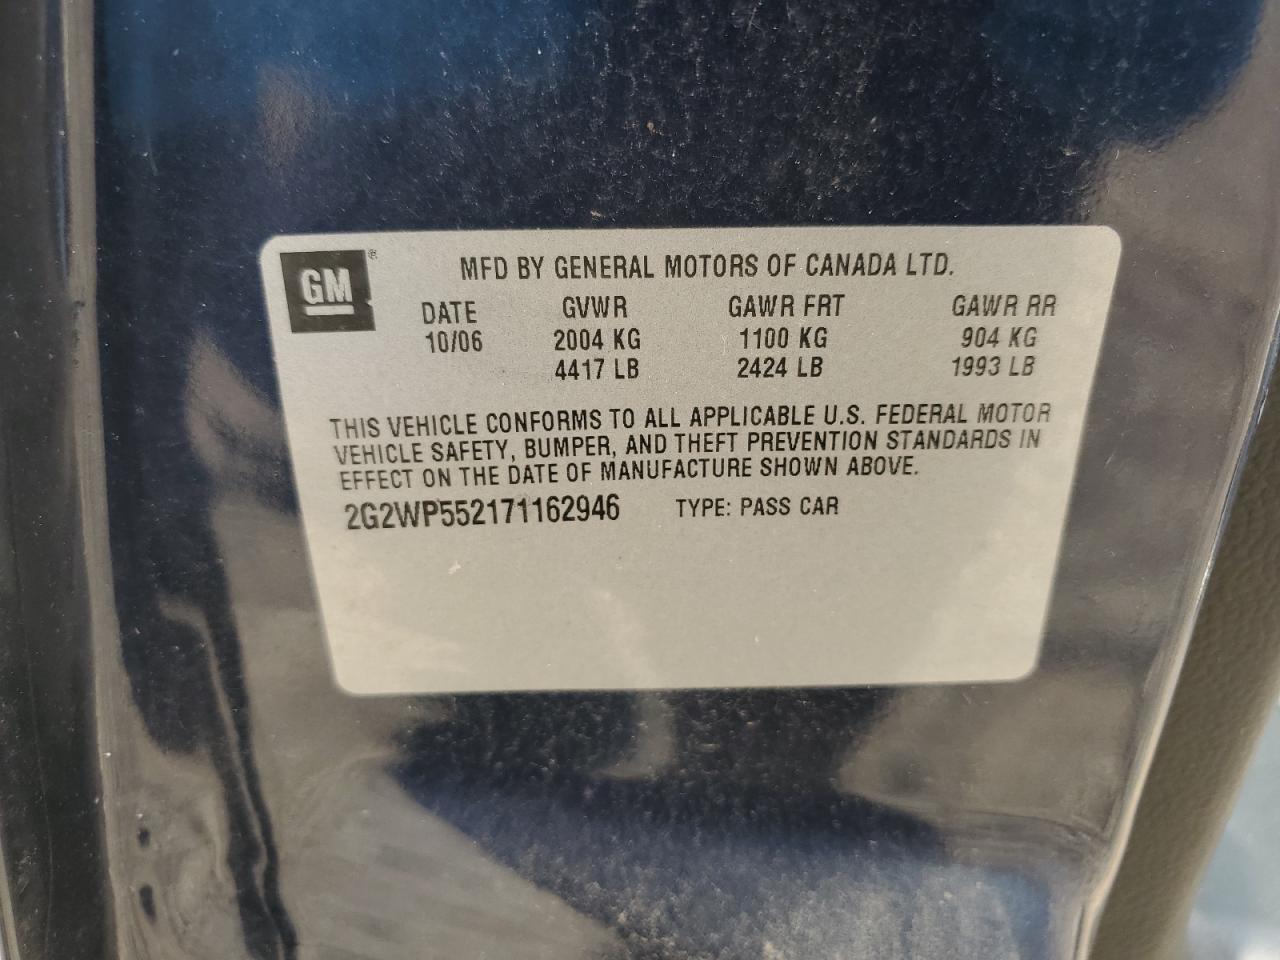 GM®
MFD BY GENERAL MOTORS OF CANADA LTD.
DATE GVWR GAWR FRT GAWR RR
10/06 2004 KG 1100 KG 904 KG
4417 LB 2424 LB 1993 LB
THIS VEHICLE CONFORMS TO ALL APPLICABLE U.S. FEDERAL MOTOR
VEHICLE SAFETY, BUMPER, AND THEFT PREVENTION STANDARDS IN
EFFECT ON THE DATE OF MANUFACTURE SHOWN ABOVE.
2G2WP552171162946 TYPE: PASS CAR